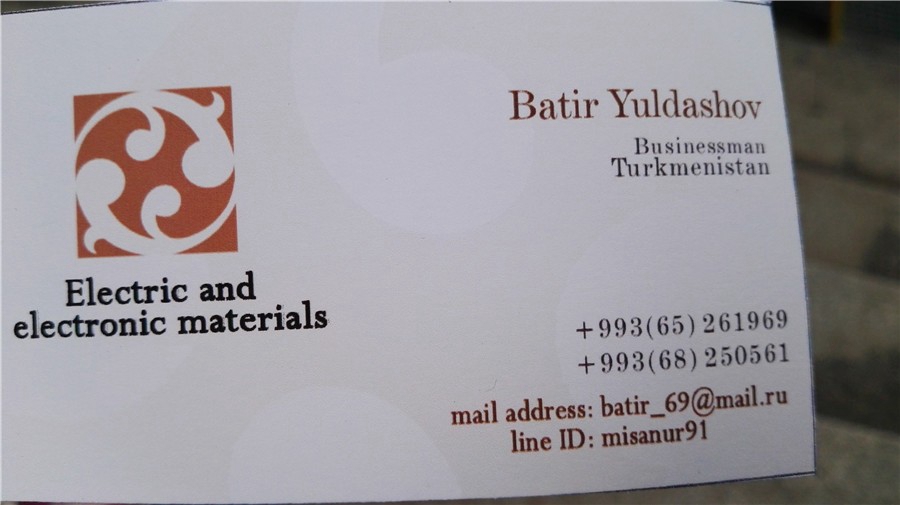 Batir Yuldashov
Businessman
Turkmenistan
Electric and
electronic materials
+993(65) 261969
+993(68) 250561
mail address: batir_69@mail.ru
line ID: misanur91